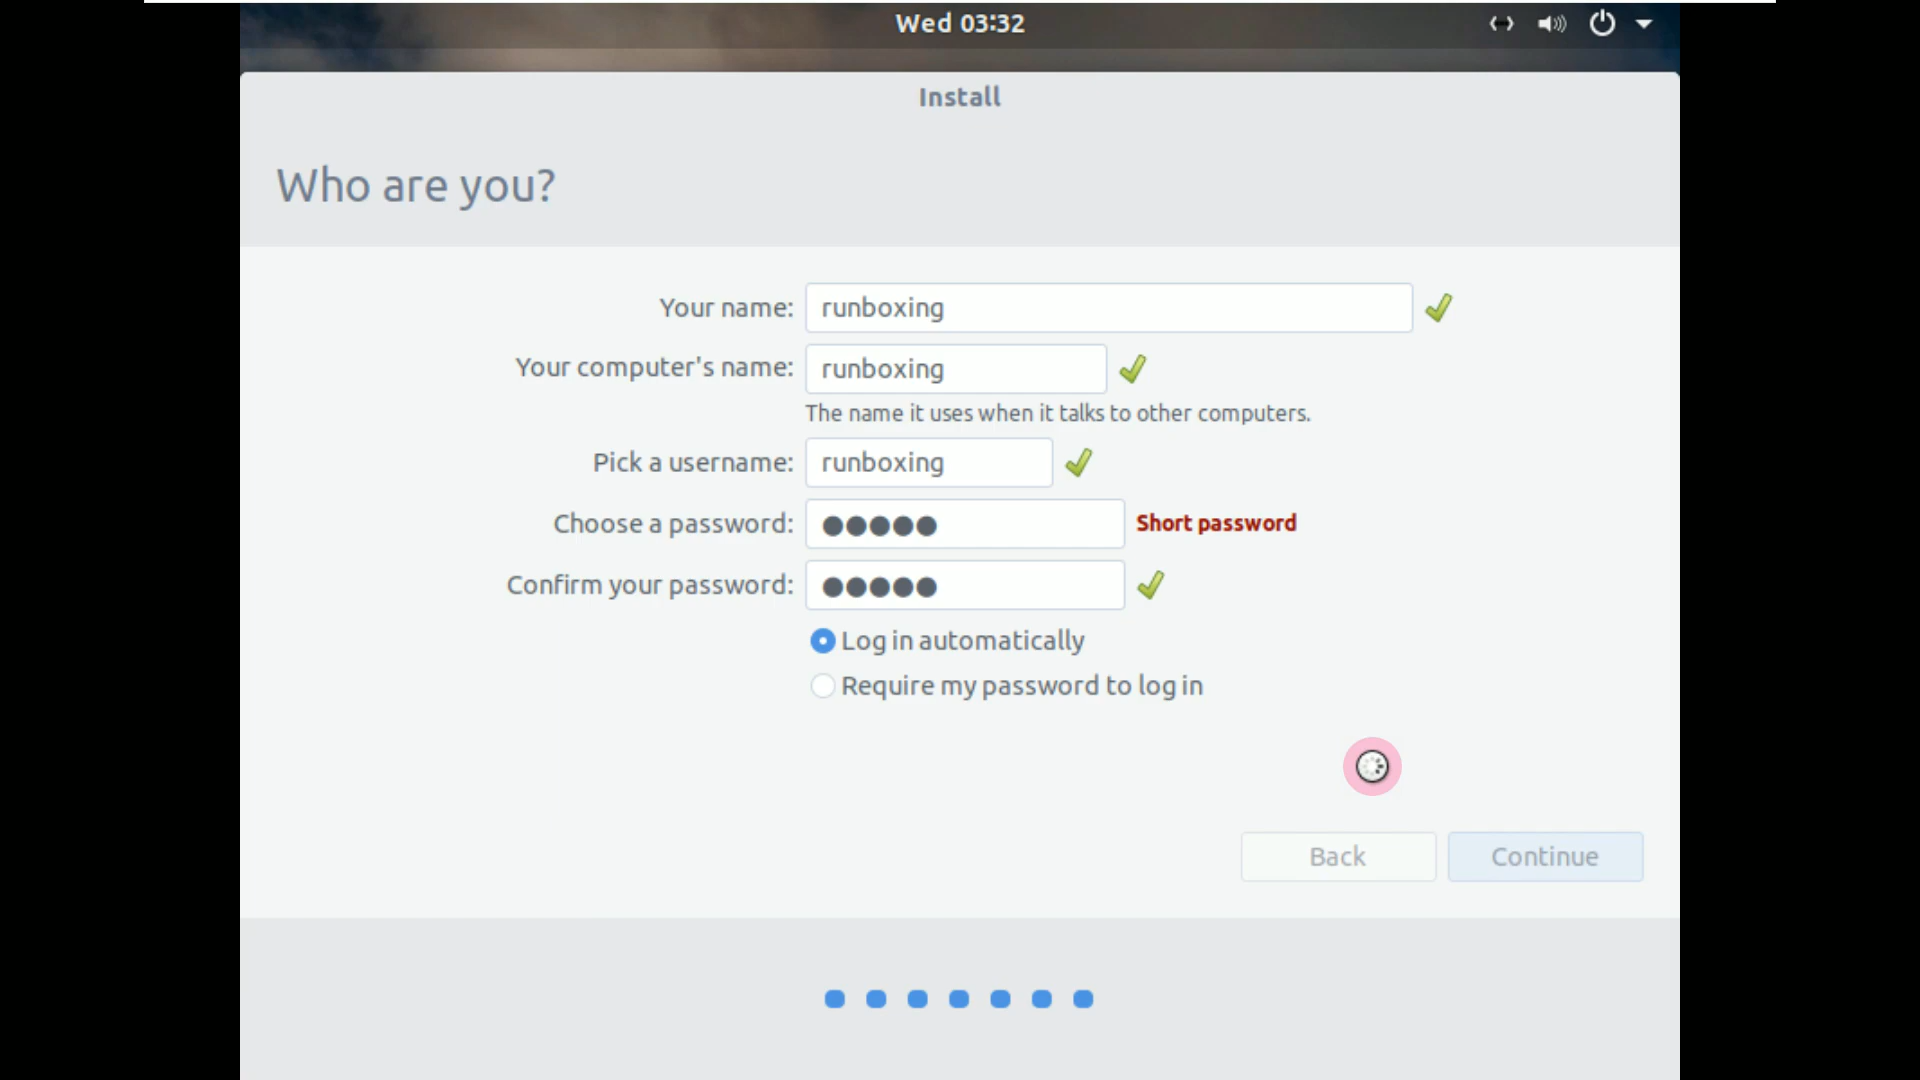 Wed 03:32
Install
Who are you?
Your name: runboxing
Your computer's name: runboxing
The name it uses when it talks to other computers.
Pick a username: runboxing
Choose a password: ●●●●● Short password
Confirm your password: ●●●●●
Log in automatically
Require my password to log in
Back Continue